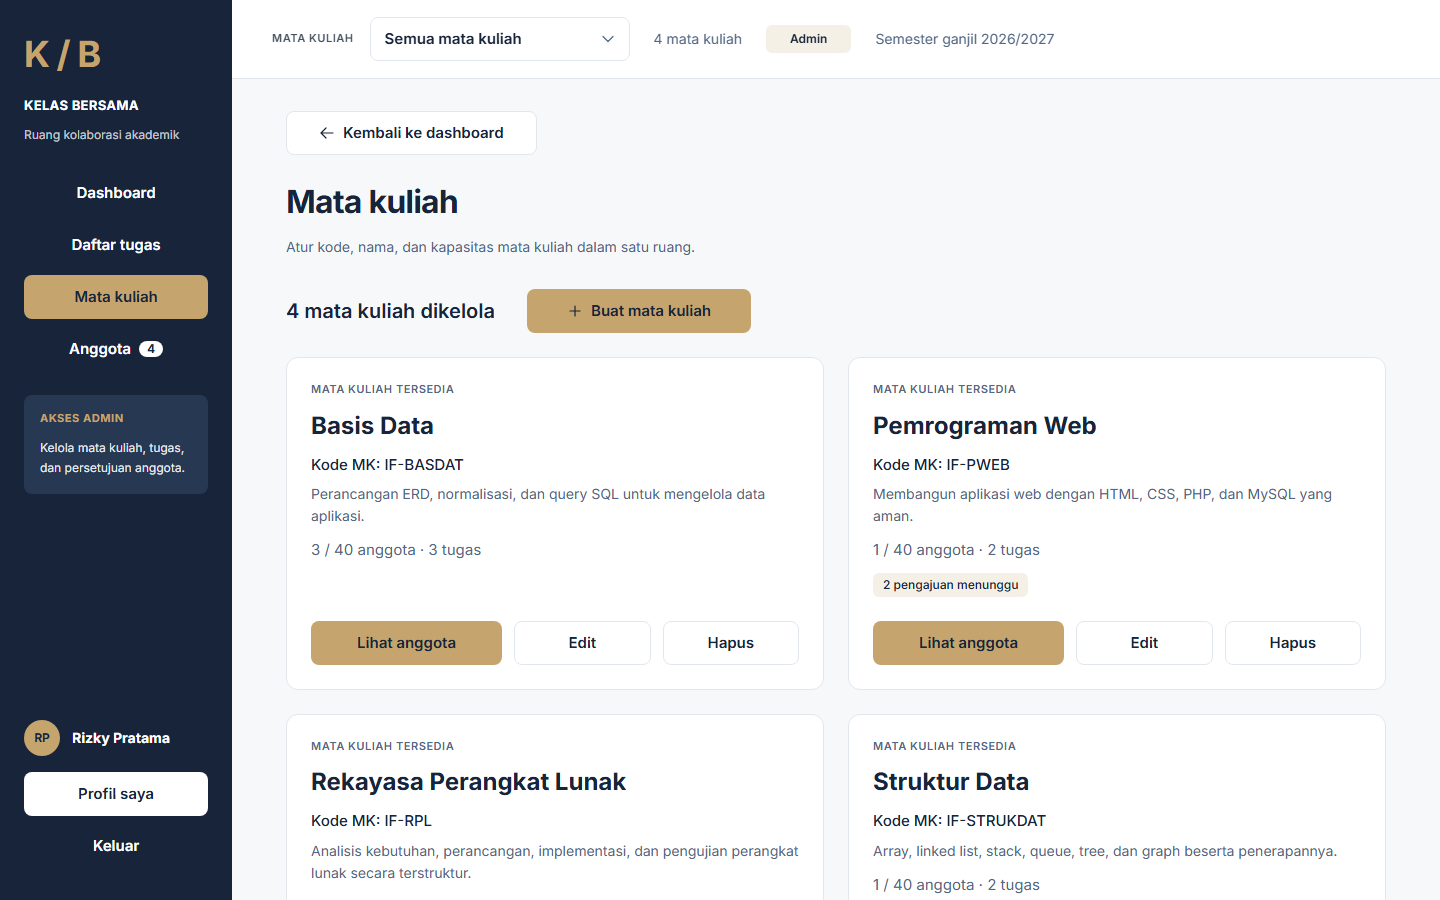 K / B
KELAS BERSAMA
Ruang kolaborasi akademik
Dashboard
Daftar tugas
Mata kuliah
Anggota 4
AKSES ADMIN
Kelola mata kuliah, tugas,
dan persetujuan anggota.
RP Rizky Pratama
Profil saya
Keluar
MATA KULIAH Semua mata kuliah 4 mata kuliah Admin Semester ganjil 2026/2027
← Kembali ke dashboard
Mata kuliah
Atur kode, nama, dan kapasitas mata kuliah dalam satu ruang.
4 mata kuliah dikelola + Buat mata kuliah
MATA KULIAH TERSEDIA
Basis Data
Kode MK: IF-BASDAT
Perancangan ERD, normalisasi, dan query SQL untuk mengelola data
aplikasi.
3 / 40 anggota · 3 tugas
Lihat anggota Edit Hapus
MATA KULIAH TERSEDIA
Pemrograman Web
Kode MK: IF-PWEB
Membangun aplikasi web dengan HTML, CSS, PHP, dan MySQL yang
aman.
1 / 40 anggota · 2 tugas
2 pengajuan menunggu
Lihat anggota Edit Hapus
MATA KULIAH TERSEDIA
Rekayasa Perangkat Lunak
Kode MK: IF-RPL
Analisis kebutuhan, perancangan, implementasi, dan pengujian perangkat
lunak secara terstruktur.
MATA KULIAH TERSEDIA
Struktur Data
Kode MK: IF-STRUKDAT
Array, linked list, stack, queue, tree, dan graph beserta penerapannya.
1 / 40 anggota · 2 tugas